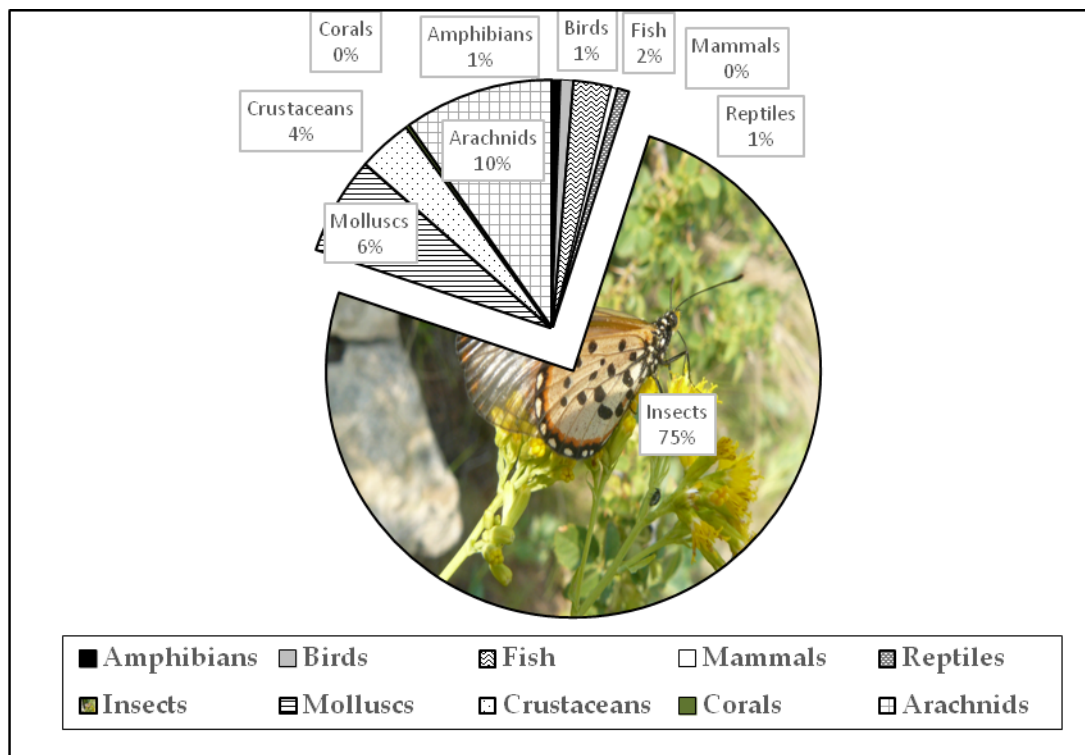 Corals
0%
Amphibians
1%
Birds
1%
Fish
2%
Mammals
0%
Crustaceans
4%
Arachnids
10%
Reptiles
1%
Molluscs
6%
Insects
75%
Amphibians Birds Fish Mammals Reptiles
Insects Molluscs Crustaceans Corals Arachnids